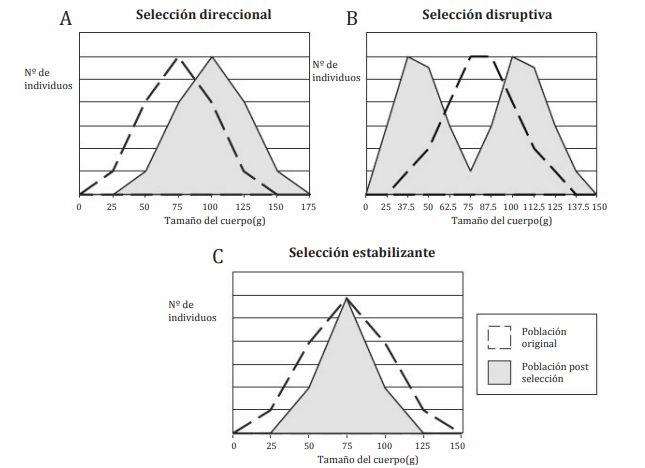 A
Selección direccional
Nº de
individuos
0 25 50 75 100 125 150 175
Tamaño del cuerpo(g)
B
Selección disruptiva
Nº de
individuos
0 25 37.5 50 62.5 75 87.5 100 112.5 125 137.5 150
Tamaño del cuerpo(g)
C
Selección estabilizante
Nº de
individuos
0 25 50 75 100 125 150
Tamaño del cuerpo(g)
Población
original
Población post
selección